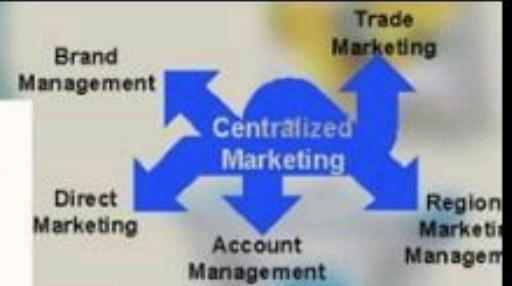 Trade
Marketing
Brand
Management
Centralized
Marketing
Direct
Marketing
Account
Management
Region
Marketi
Managem